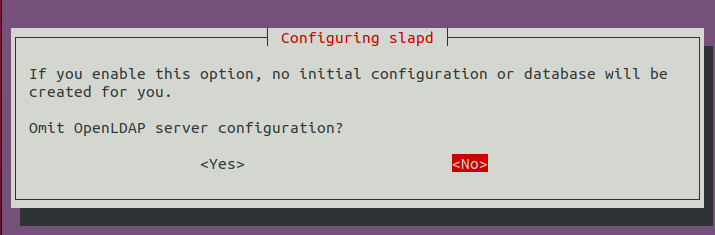 Configuring slapd
If you enable this option, no initial configuration or database will be
created for you.
Omit OpenLDAP server configuration?
<Yes> <No>